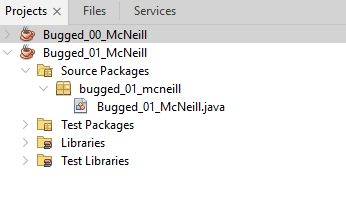 Projects × Files Services
Bugged_00_McNeill
Bugged_01_McNeill
Source Packages
bugged_01_mcneill
Bugged_01_McNeill.java
Test Packages
Libraries
Test Libraries